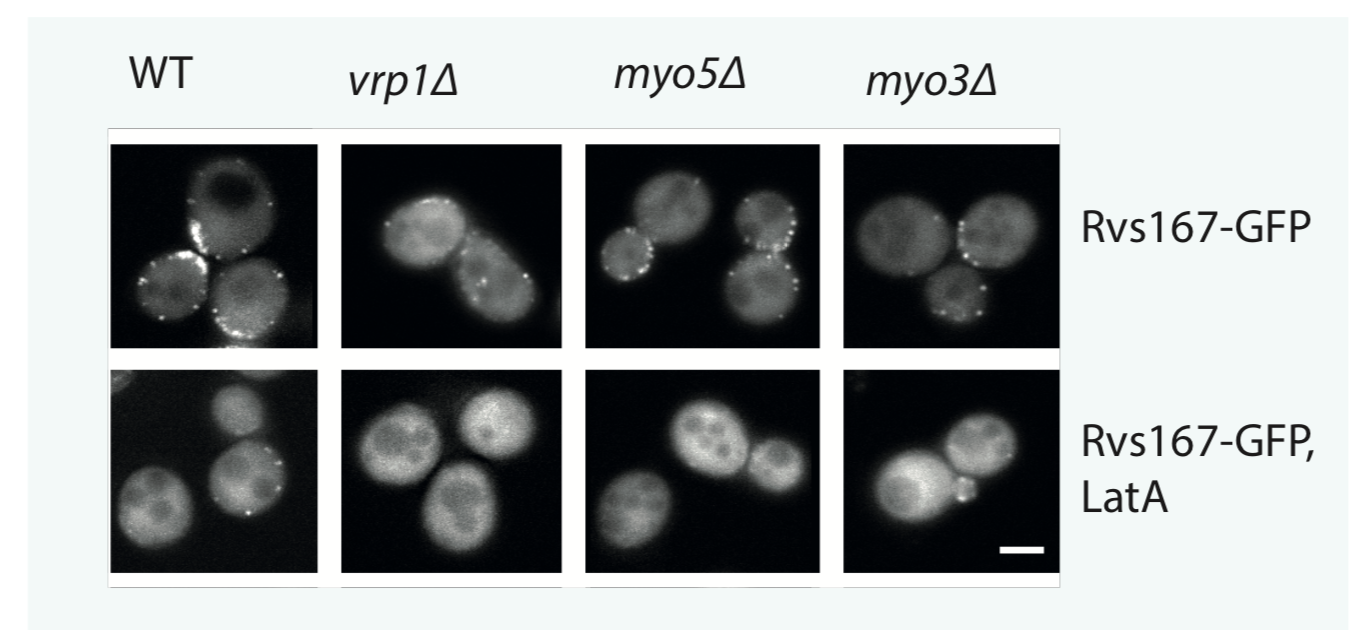 WT
vrp1Δ
myo5Δ
myo3Δ
Rvs167-GFP
Rvs167-GFP,
LatA